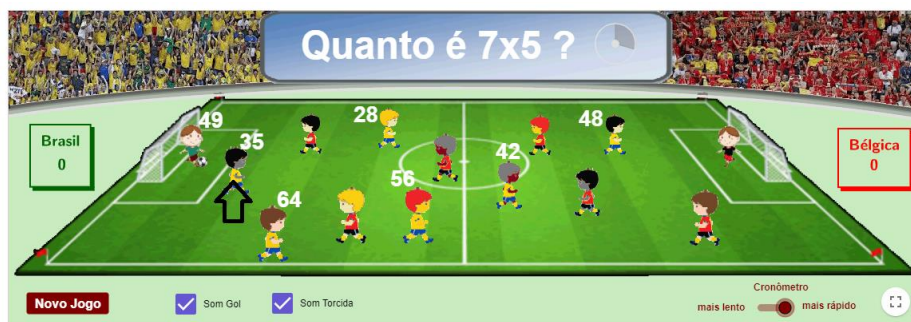 Quanto é 7x5 ?
49
35
28
48
42
56
64
Brasil
0
Bélgica
0
Novo Jogo
Som Gol
Som Torcida
Cronômetro
mais lento
mais rápido